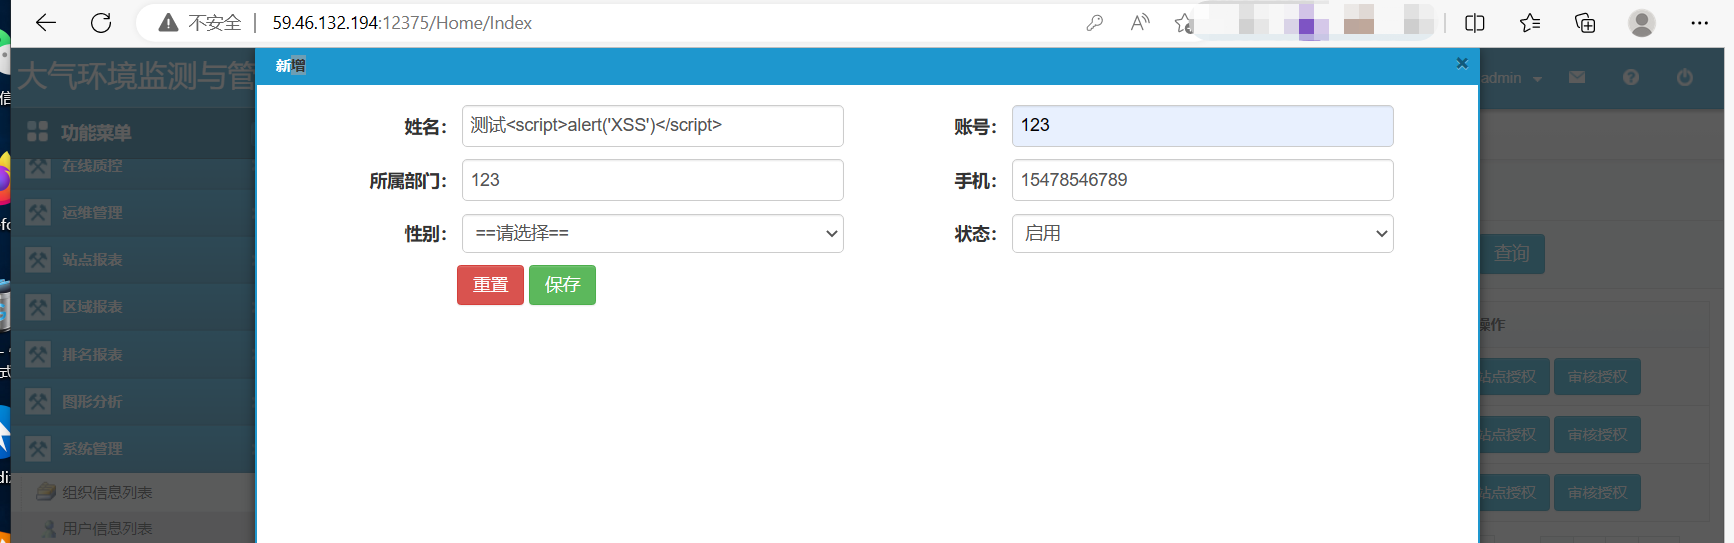 不安全 59.46.132.194:12375/Home/Index
大气环境监测与管
新增
admin
功能菜单
姓名： 测试<script>alert('XSS')</script> 账号： 123
在线质控
所属部门： 123 手机： 15478546789
运维管理
性别： ==请选择== 状态： 启用
查询
站点报表
重置 保存
区域报表
操作
排名报表
站点授权 审核授权
图形分析
站点授权 审核授权
系统管理
组织信息列表
站点授权 审核授权
用户信息列表